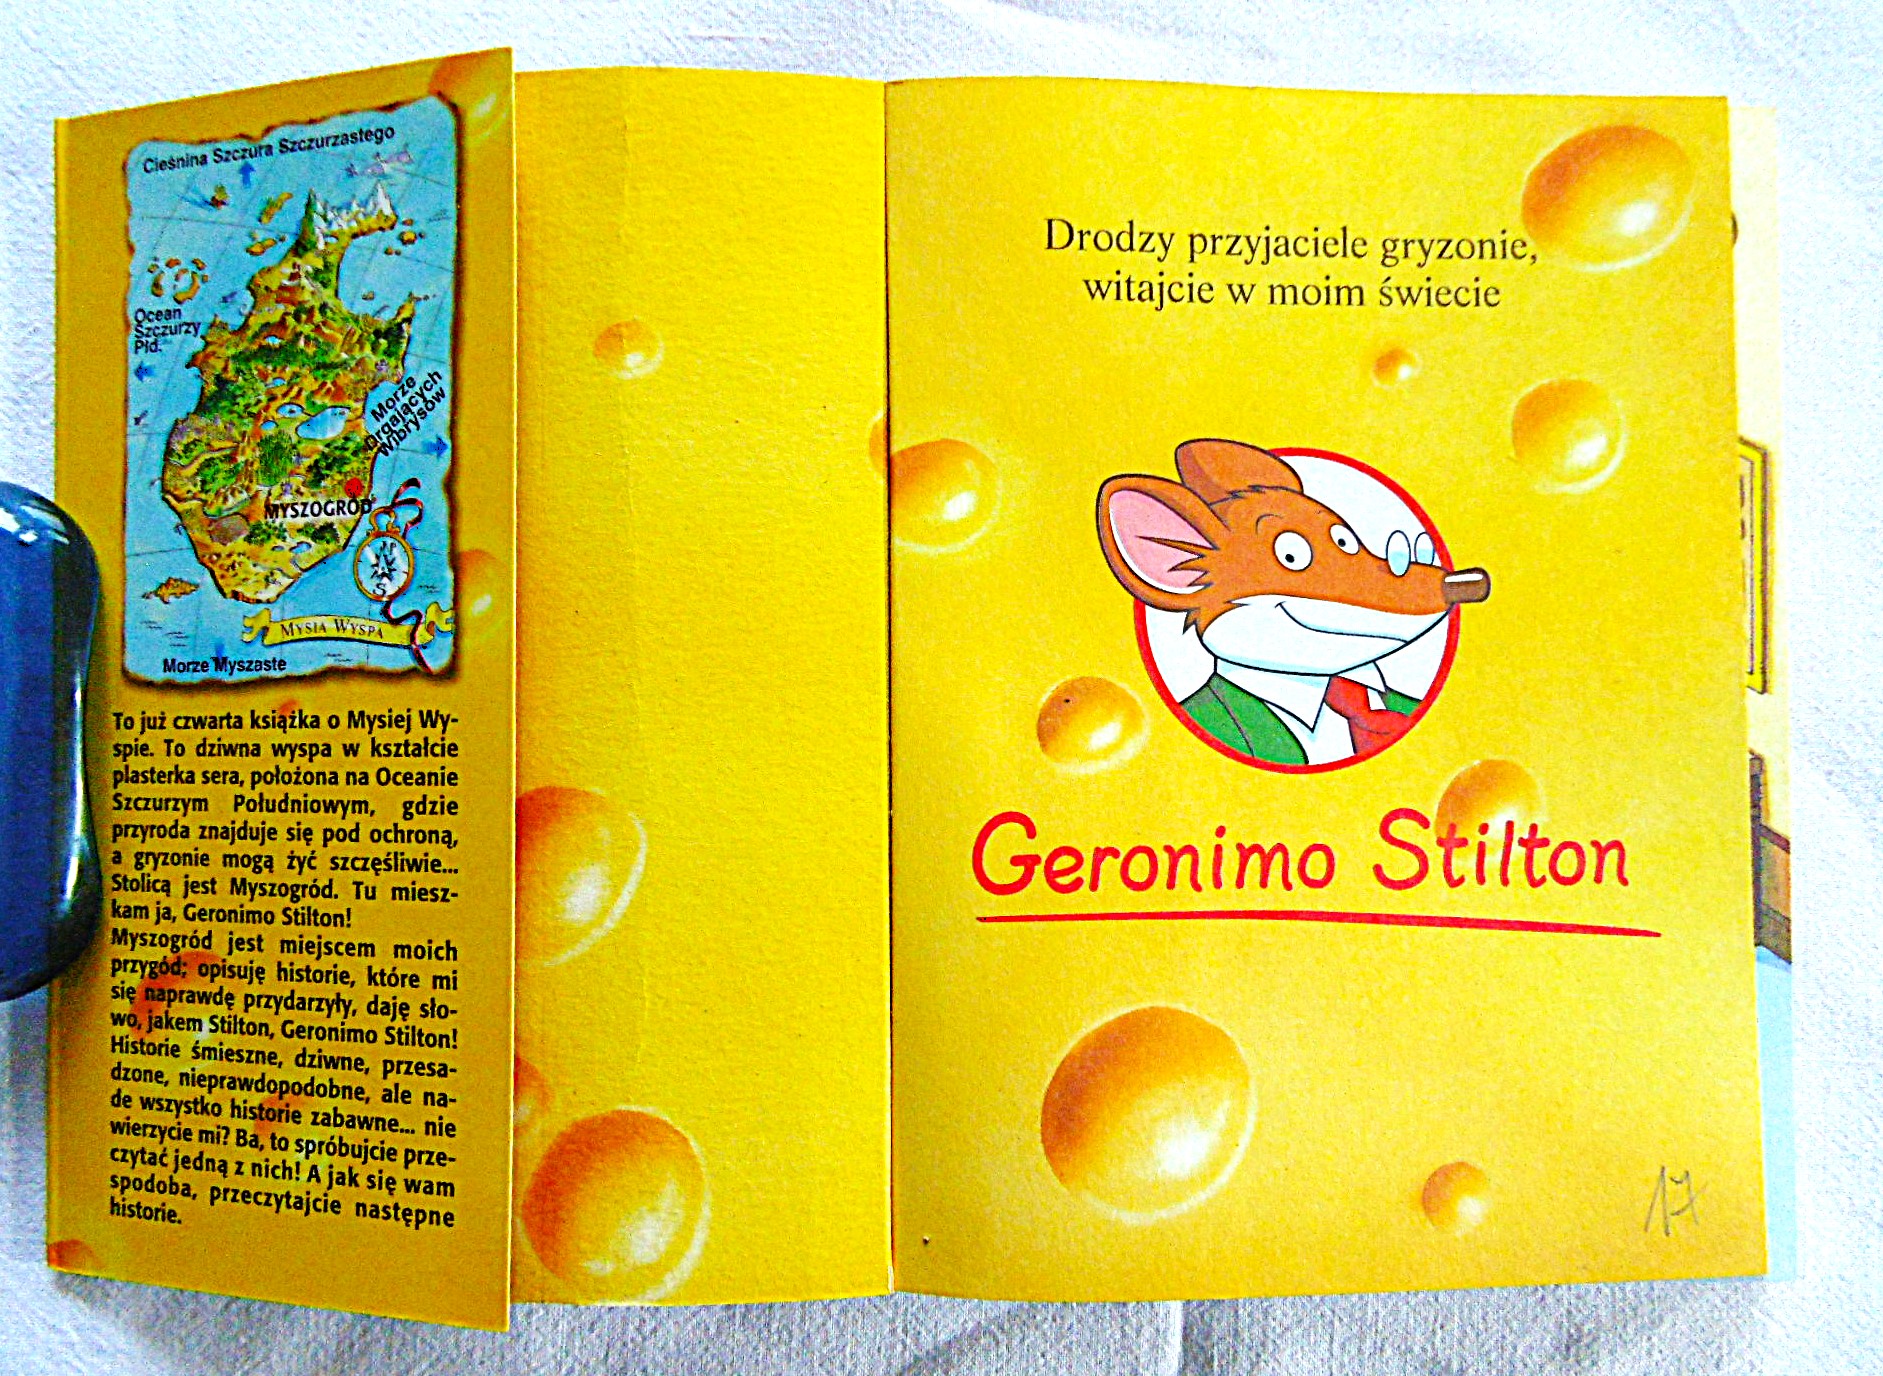 Cieśnina Szczura Szczurzastego
Ocean
Szczurzy
Płd.
Morze
Drgających
Wibrysów
MYSZOGRÓD
N
S
MYSIA WYSPA
Morze Myszaste
To już czwarta książka o Mysiej Wy-
spie. To dziwna wyspa w kształcie
plasterka sera, położona na Oceanie
Szczurzym Południowym, gdzie
przyroda znajduje się pod ochroną,
a gryzonie mogą żyć szczęśliwie...
Stolicą jest Myszogród. Tu miesz-
kam ja, Geronimo Stilton!
Myszogród jest miejscem moich
przygód; opisuję historie, które mi
się naprawdę przydarzyły, daję sło-
wo, jakem Stilton, Geronimo Stilton!
Historie śmieszne, dziwne, przesa-
dzone, nieprawdopodobne, ale na-
de wszystko historie zabawne... nie
wierzycie mi? Ba, to spróbujcie prze-
czytać jedną z nich! A jak się wam
spodoba, przeczytajcie następne
historie.
Drodzy przyjaciele gryzonie,
witajcie w moim świecie
Geronimo Stilton
17